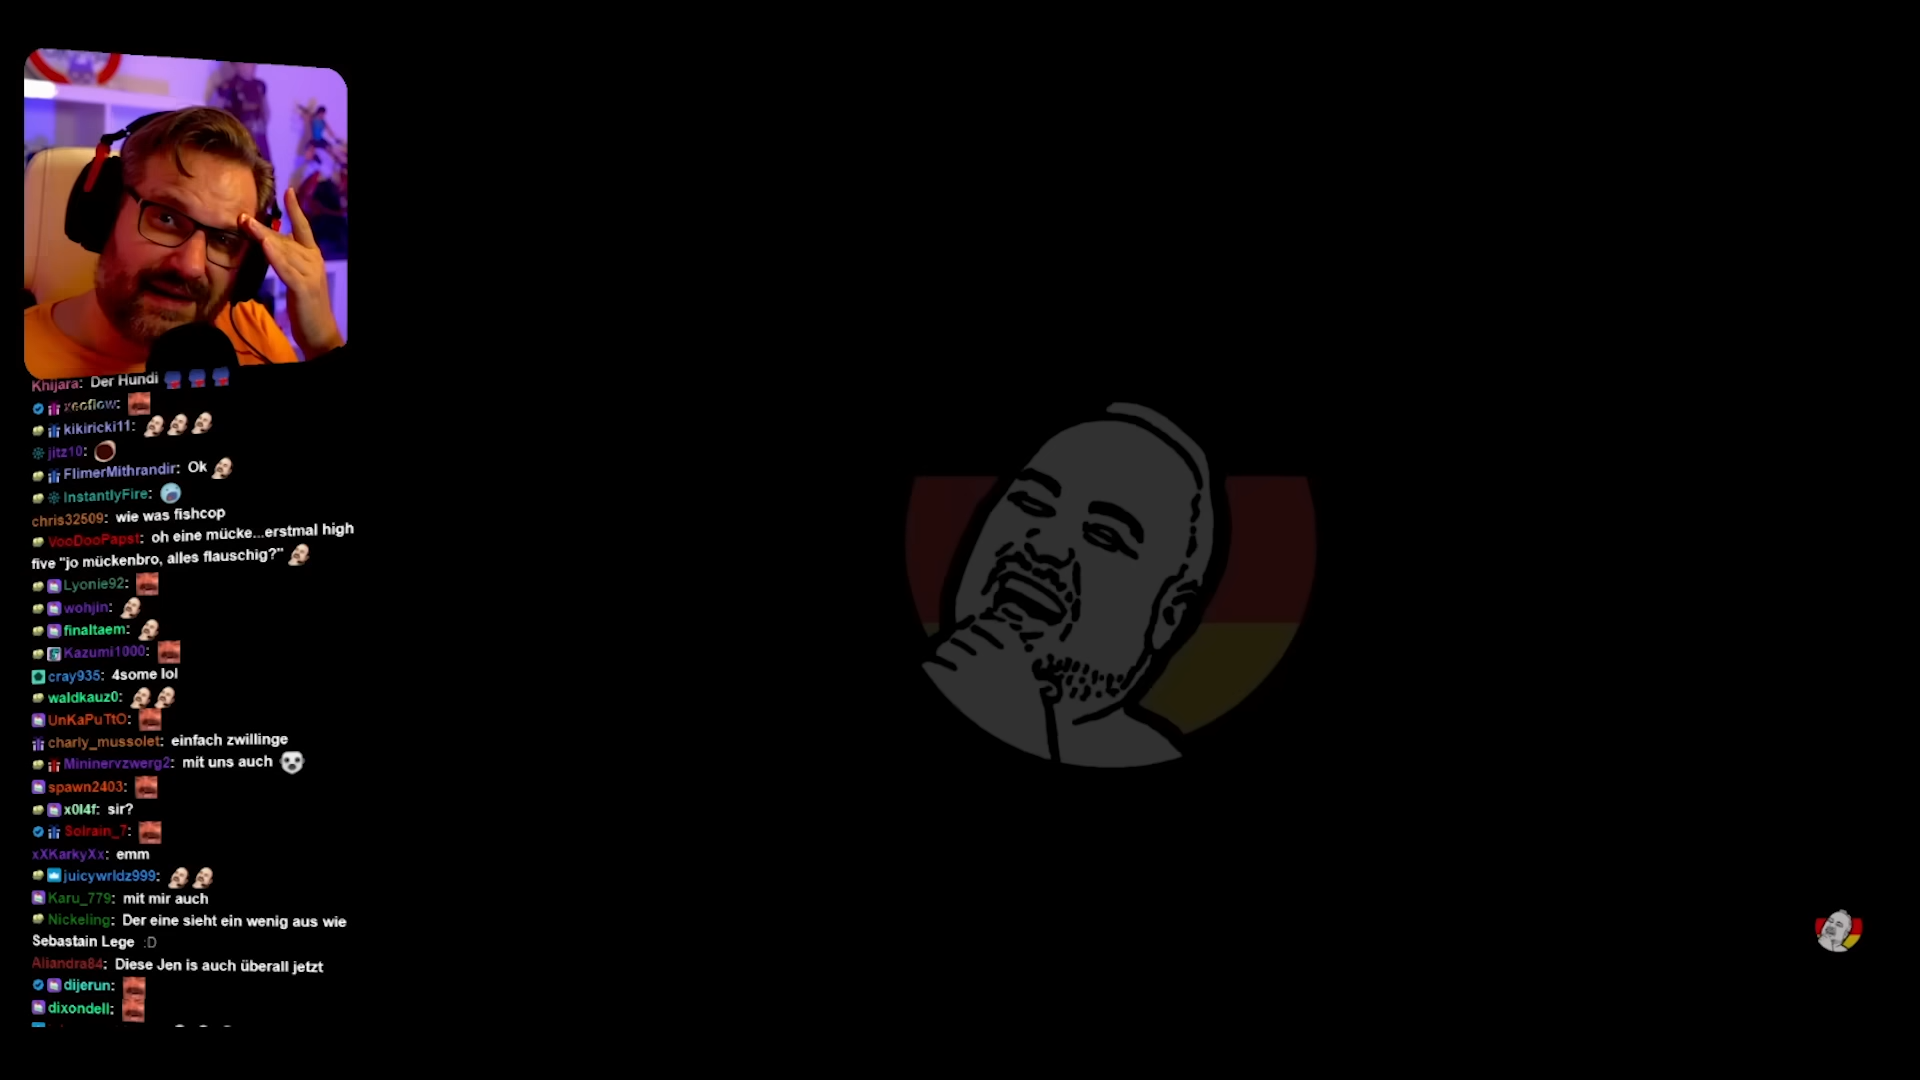 Khijara: Der Hundi
xeoflow:
kikiricki11:
jitz10:
FlimerMithrandir: Ok
InstantlyFire:
chris32509: wie was fishcop
VooDooPapst: oh eine mücke...erstmal high
five "jo mückenbro, alles flauschig?"
Lyonie92:
wohjin:
finaltaem:
Kazumi1000:
cray935: 4some lol
waldkauz0:
UnKaPuTtO:
charly_mussolet: einfach zwillinge
Mininervzwerg2: mit uns auch
spawn2403:
x0l4f: sir?
Solrain_7:
xXKarkyXx: emm
juicywrldz999:
Karu_779: mit mir auch
Nickeling: Der eine sieht ein wenig aus wie
Sebastain Lege :D
Aliandra84: Diese Jen is auch überall jetzt
dijerun:
dixondell: